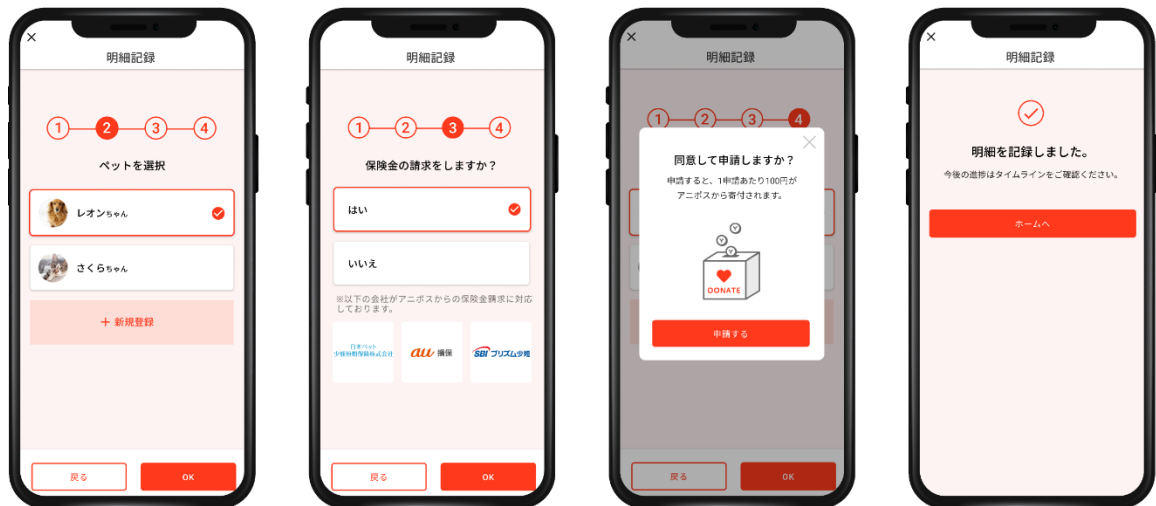 ×
明細記録
1
2
3
4
ペットを選択
レオンちゃん
さくらちゃん
+ 新規登録
戻る
OK
×
明細記録
1
2
3
4
保険金の請求をしますか？
はい
いいえ
※以下の会社がアニポスからの保険金請求に対応
しております。
日本ペット
少額短期保険株式会社
au 損保
SBI プリズム少短
戻る
OK
×
明細記録
1
2
3
4
同意して申請しますか？
申請すると、1申請あたり100円が
アニポスから寄付されます。
DONATE
申請する
戻る
OK
×
明細記録
明細を記録しました。
今後の進捗はタイムラインをご確認ください。
ホームへ